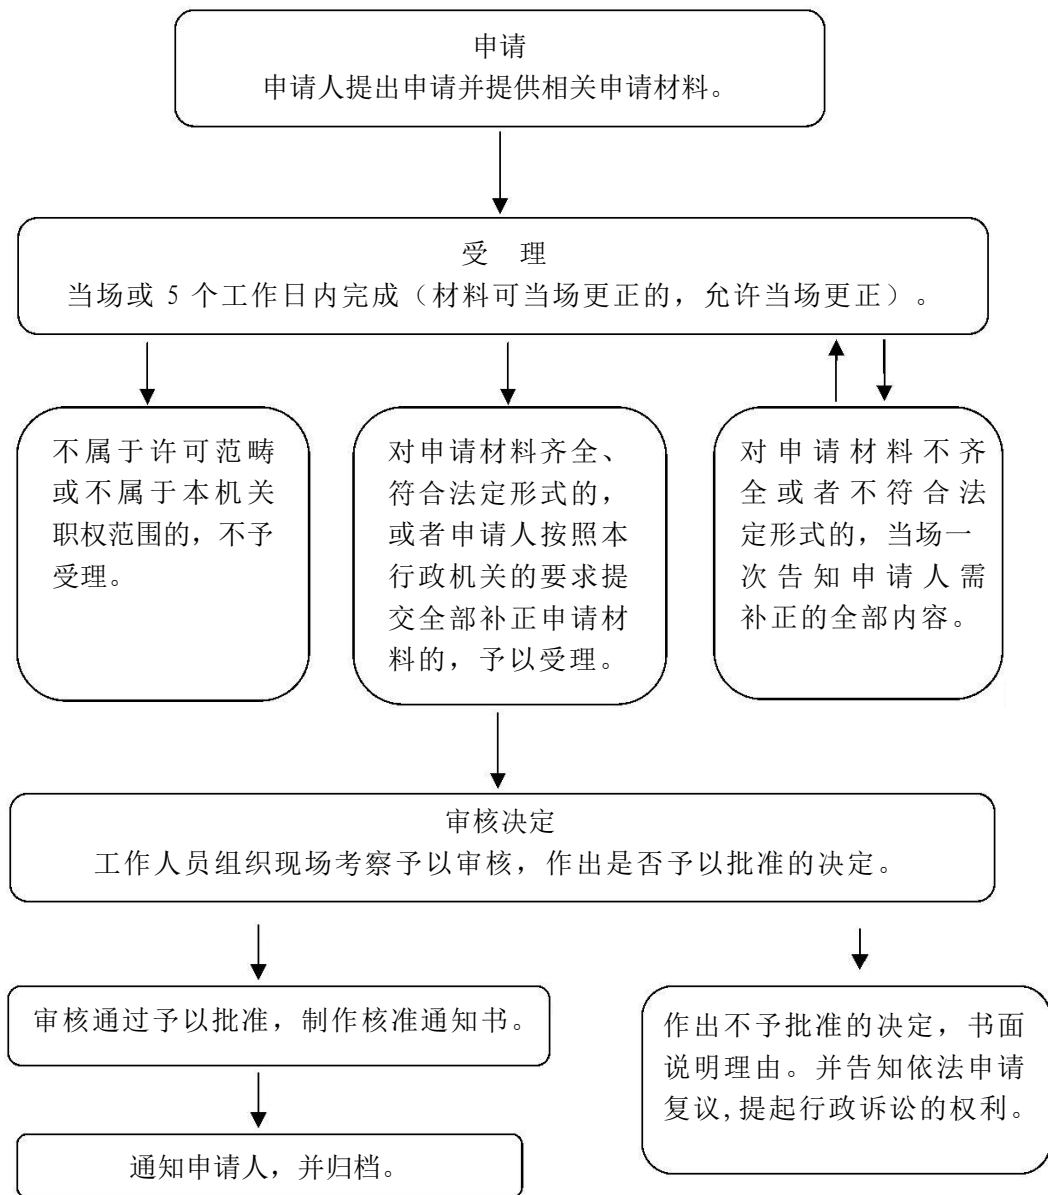 申请
申请人提出申请并提供相关申请材料。
受 理
当场或 5 个工作日内完成（材料可当场更正的，允许当场更正）。
不属于许可范畴
或不属于本机关
职权范围的，不予
受理。
对申请材料齐全、
符合法定形式的，
或者申请人按照本
行政机关的要求提
交全部补正申请材
料的，予以受理。
对申请材料不齐
全或者不符合法
定形式的，当场一
次告知申请人需
补正的全部内容。
审核决定
工作人员组织现场考察予以审核，作出是否予以批准的决定。
审核通过予以批准，制作核准通知书。
通知申请人，并归档。
作出不予批准的决定，书面
说明理由。并告知依法申请
复议,提起行政诉讼的权利。